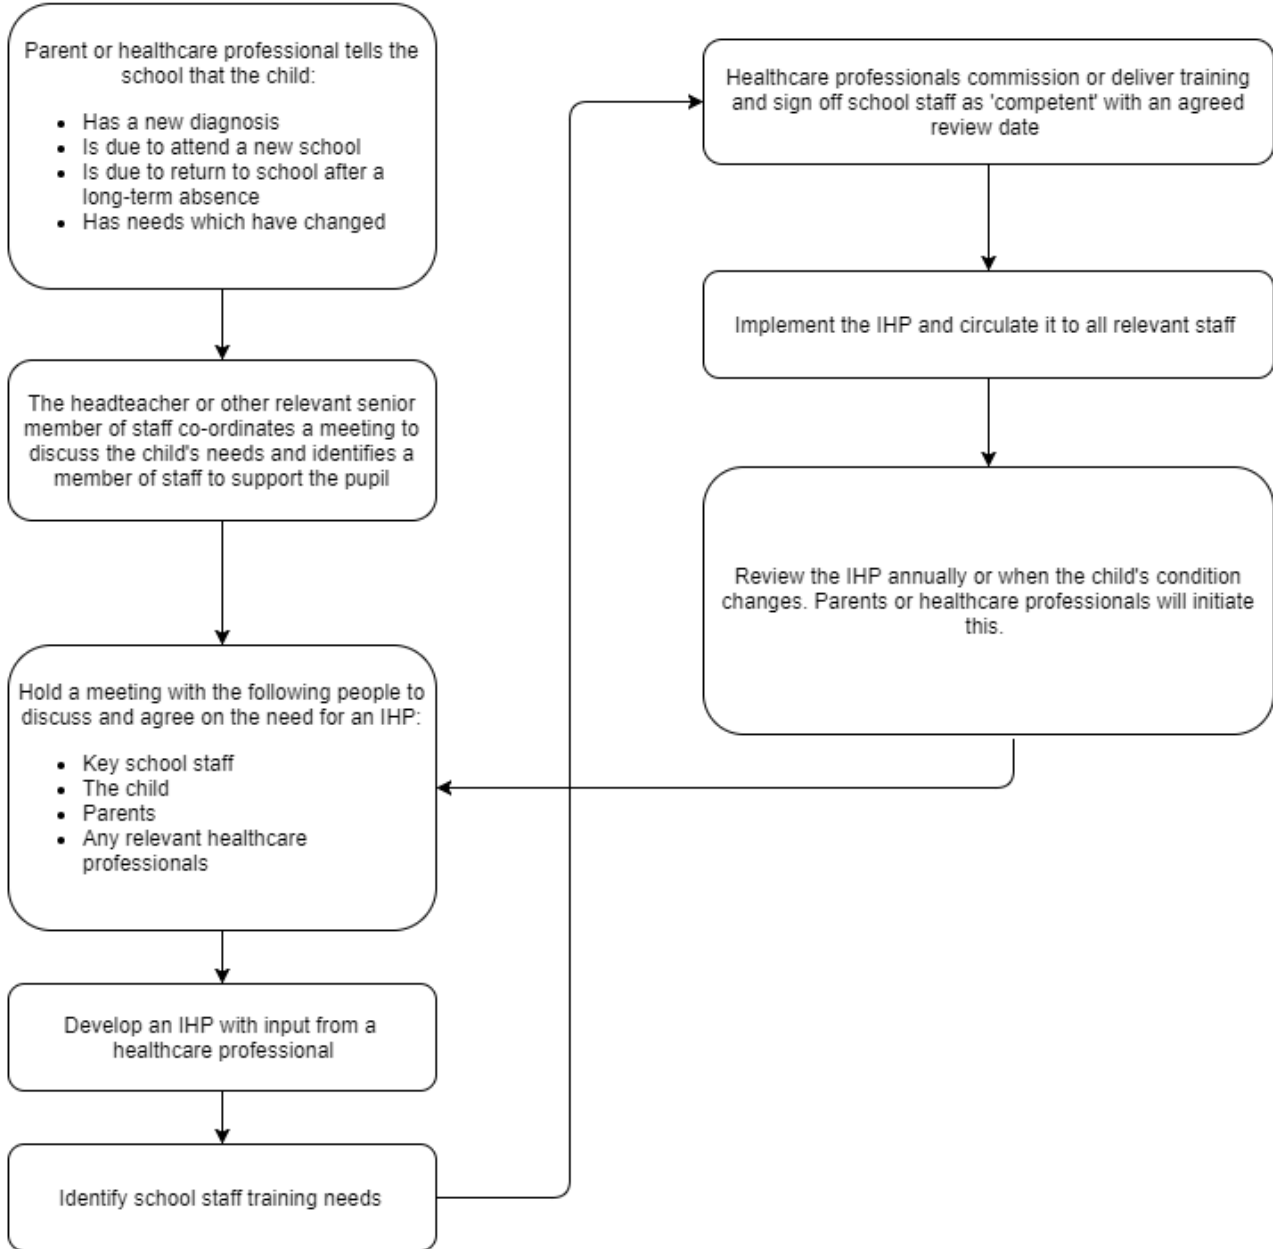 Parent or healthcare professional tells the
school that the child:
• Has a new diagnosis
• Is due to attend a new school
• Is due to return to school after a
long-term absence
• Has needs which have changed
The headteacher or other relevant senior
member of staff co-ordinates a meeting to
discuss the child's needs and identifies a
member of staff to support the pupil
Hold a meeting with the following people to
discuss and agree on the need for an IHP:
• Key school staff
• The child
• Parents
• Any relevant healthcare
professionals
Develop an IHP with input from a
healthcare professional
Identify school staff training needs
Healthcare professionals commission or deliver training
and sign off school staff as 'competent' with an agreed
review date
Implement the IHP and circulate it to all relevant staff
Review the IHP annually or when the child's condition
changes. Parents or healthcare professionals will initiate
this.